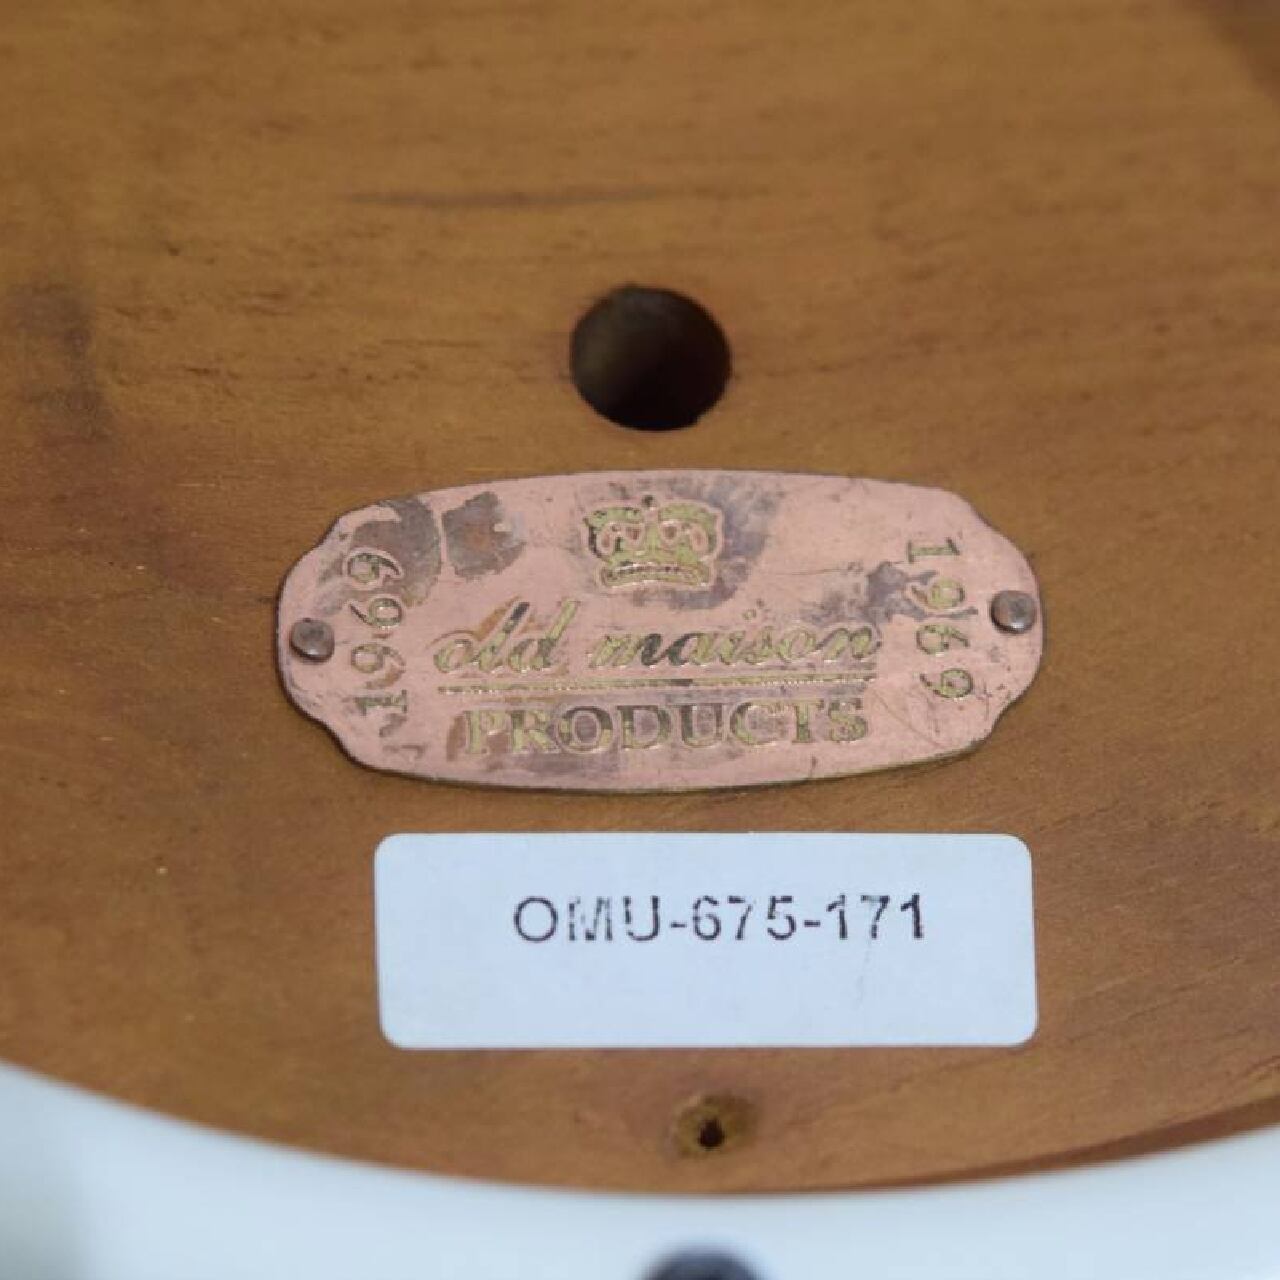 1969
old maison
PRODUCTS
1969
OMU-675-171